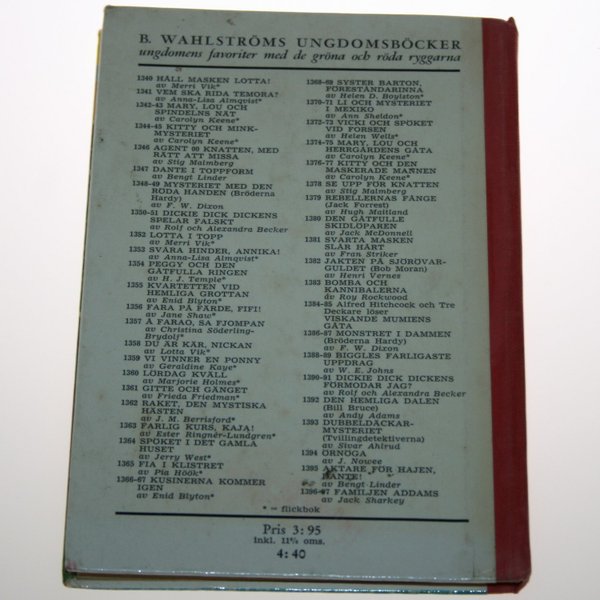 B. WAHLSTRÖMS UNGDOMSBÖCKER
ungdomens favoriter med de gröna och röda ryggarna
1340 HÅLL MASKEN LOTTA!
av Merri Vik*
1341 VEM SKA RIDA TEMORA?
av Anna-Lisa Almqvist*
1342-43 MARY, LOU OCH
SPINDELNS NÄT
av Carolyn Keene*
1344-45 KITTY OCH MINK-
MYSTERIET
av Carolyn Keene*
1346 AGENT 00 KNATTEN, MED
RÄTT ATT MISSA
av Stig Malmberg
1347 DANTE I TOPPFORM
av Bengt Linder
1348-49 MYSTERIET MED DEN
RÖDA HANDEN (Bröderna
Hardy)
av F. W. Dixon
1350-51 DICKIE DICK DICKENS
SPELAR FALSKT
av Rolf och Alexandra Becker
1352 LOTTA I TOPP
av Merri Vik*
1353 SVÅRA HINDER, ANNIKA!
av Anna-Lisa Almqvist*
1354 PEGGY OCH DEN
GÅTFULLA RINGEN
av H. J. Temple*
1355 KVARTETTEN VID
HEMLIGA GROTTAN
av Enid Blyton*
1356 FARA PÅ FÄRDE, FIFI!
av Jane Shaw*
1357 Å FARAO, SA FJOMPAN
av Christina Söderling-
Brydolf*
1358 DU ÄR KÄR, NICKAN
av Lotta Vik*
1359 VI VINNER EN PONNY
av Geraldine Kaye*
1360 LÖRDAG KVÄLL
av Marjorie Holmes*
1361 GITTE OCH GÄNGET
av Frieda Friedman*
1362 RAKET, DEN MYSTISKA
HÄSTEN
av J. M. Berrisford*
1363 FARLIG KURS, KAJA!
av Ester Ringnér-Lundgren*
1364 SPÖKET I DET GAMLA
HUSET
av Jerry West*
1365 FIA I KLISTRET
av Pia Höök*
1366-67 KUSINERNA KOMMER
IGEN
av Enid Blyton*
1368-69 SYSTER BARTON,
FÖRESTÅNDARINNA
av Helen D. Boylston*
1370-71 LI OCH MYSTERIET
I MEXIKO
av Ann Sheldon*
1372-73 VICKI OCH SPÖKET
VID FORSEN
av Helen Wells*
1374-75 MARY, LOU OCH
HERRGÅRDENS GÅTA
av Carolyn Keene*
1376-77 KITTY OCH DEN
MASKERADE MANNEN
av Carolyn Keene*
1378 SE UPP FÖR KNATTEN
av Stig Malmberg
1379 REBELLERNAS FÅNGE
(Jack Forrest)
av Hugh Maitland
1380 DEN GÅTFULLE
SKIDLÖPAREN
av Jack McDonnell
1381 SVARTA MASKEN
SLÅR HÅRT
av Fran Striker
1382 JAKTEN PÅ SJÖRÖVAR-
GULDET (Bob Moran)
av Henri Vernes
1383 BOMBA OCH
KANNIBALERNA
av Roy Rockwood
1384-85 Alfred Hitchcock och Tre
Deckare löser
VISKANDE MUMIENS
GÅTA
1386-87 MONSTRET I DAMMEN
(Bröderna Hardy)
av F. W. Dixon
1388-89 BIGGLES FARLIGASTE
UPPDRAG
av W. E. Johns
1390-91 DICKIE DICK DICKENS
FÖRMODAR JAG?
av Rolf och Alexandra Becker
1392 DEN HEMLIGA DALEN
(Bill Bruce)
av Andy Adams
1393 DUBBELDÄCKAR-
MYSTERIET
(Tvillingdetektiverna)
av Sivar Ahlrud
1394 ÖRNÖGA
av J. Nowee
1395 AKTARE FÖR HAJEN,
DANTE!
av Bengt Linder
1396-97 FAMILJEN ADDAMS
av Jack Sharkey
* = flickbok
Pris 3: 95
inkl. 11% oms.
4: 40